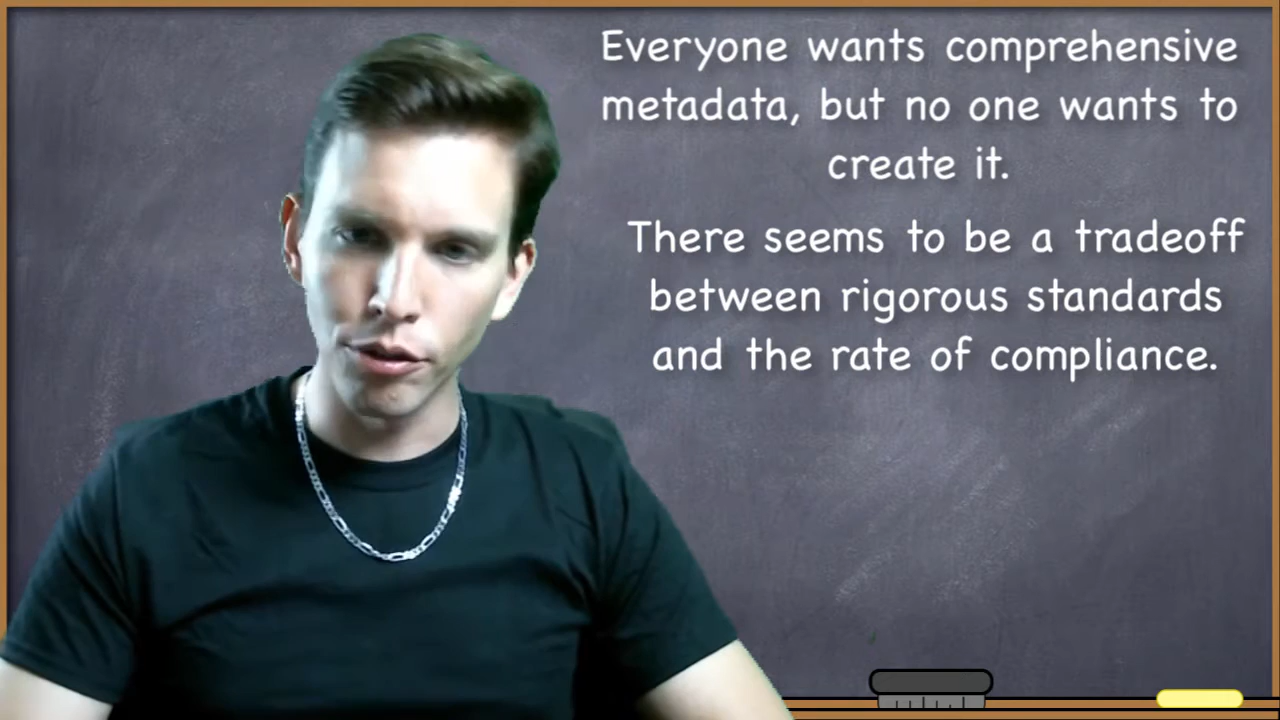 Everyone wants comprehensive
metadata, but no one wants to
create it.
There seems to be a tradeoff
between rigorous standards
and the rate of compliance.